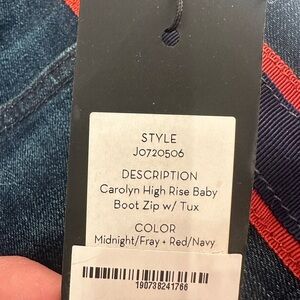 STYLE
J0720506
DESCRIPTION
Carolyn High Rise Baby
Boot Zip w/ Tux
COLOR
Midnight/Fray + Red/Navy
190738241766